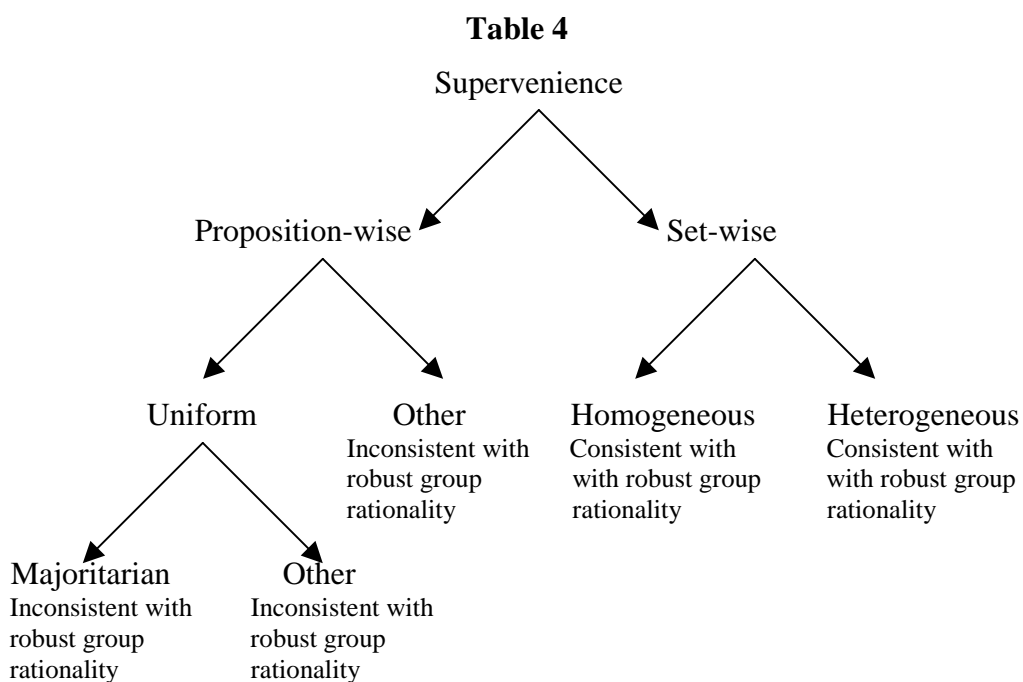 Table 4
Supervenience
Proposition-wise
Set-wise
Uniform
Other
Inconsistent with
robust group
rationality
Homogeneous
Consistent with
with robust group
rationality
Heterogeneous
Consistent with
with robust group
rationality
Majoritarian
Inconsistent with
robust group
rationality
Other
Inconsistent with
robust group
rationality